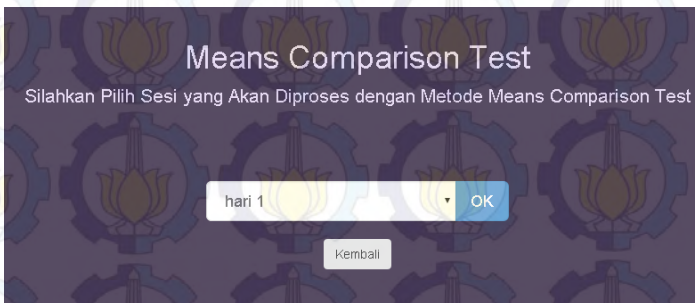 Means Comparison Test
Silahkan Pilih Sesi yang Akan Diproses dengan Metode Means Comparison Test
hari 1
OK
Kembali